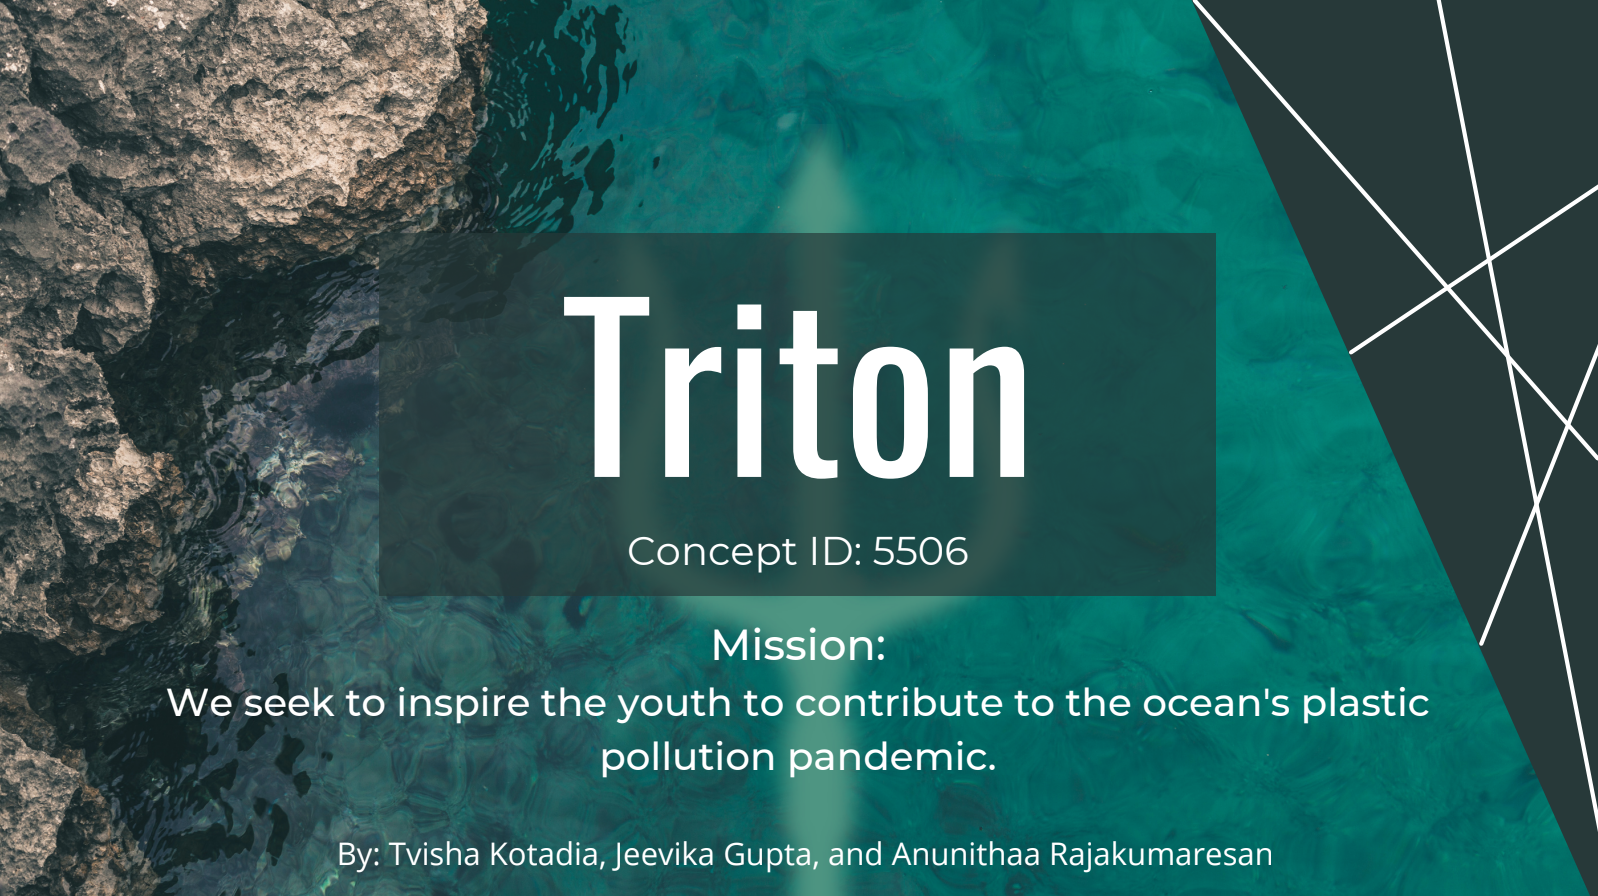 Triton
Concept ID: 5506
Mission:
We seek to inspire the youth to contribute to the ocean's plastic
pollution pandemic.
By: Tvisha Kotadia, Jeevika Gupta, and Anunithaa Rajakumaresan